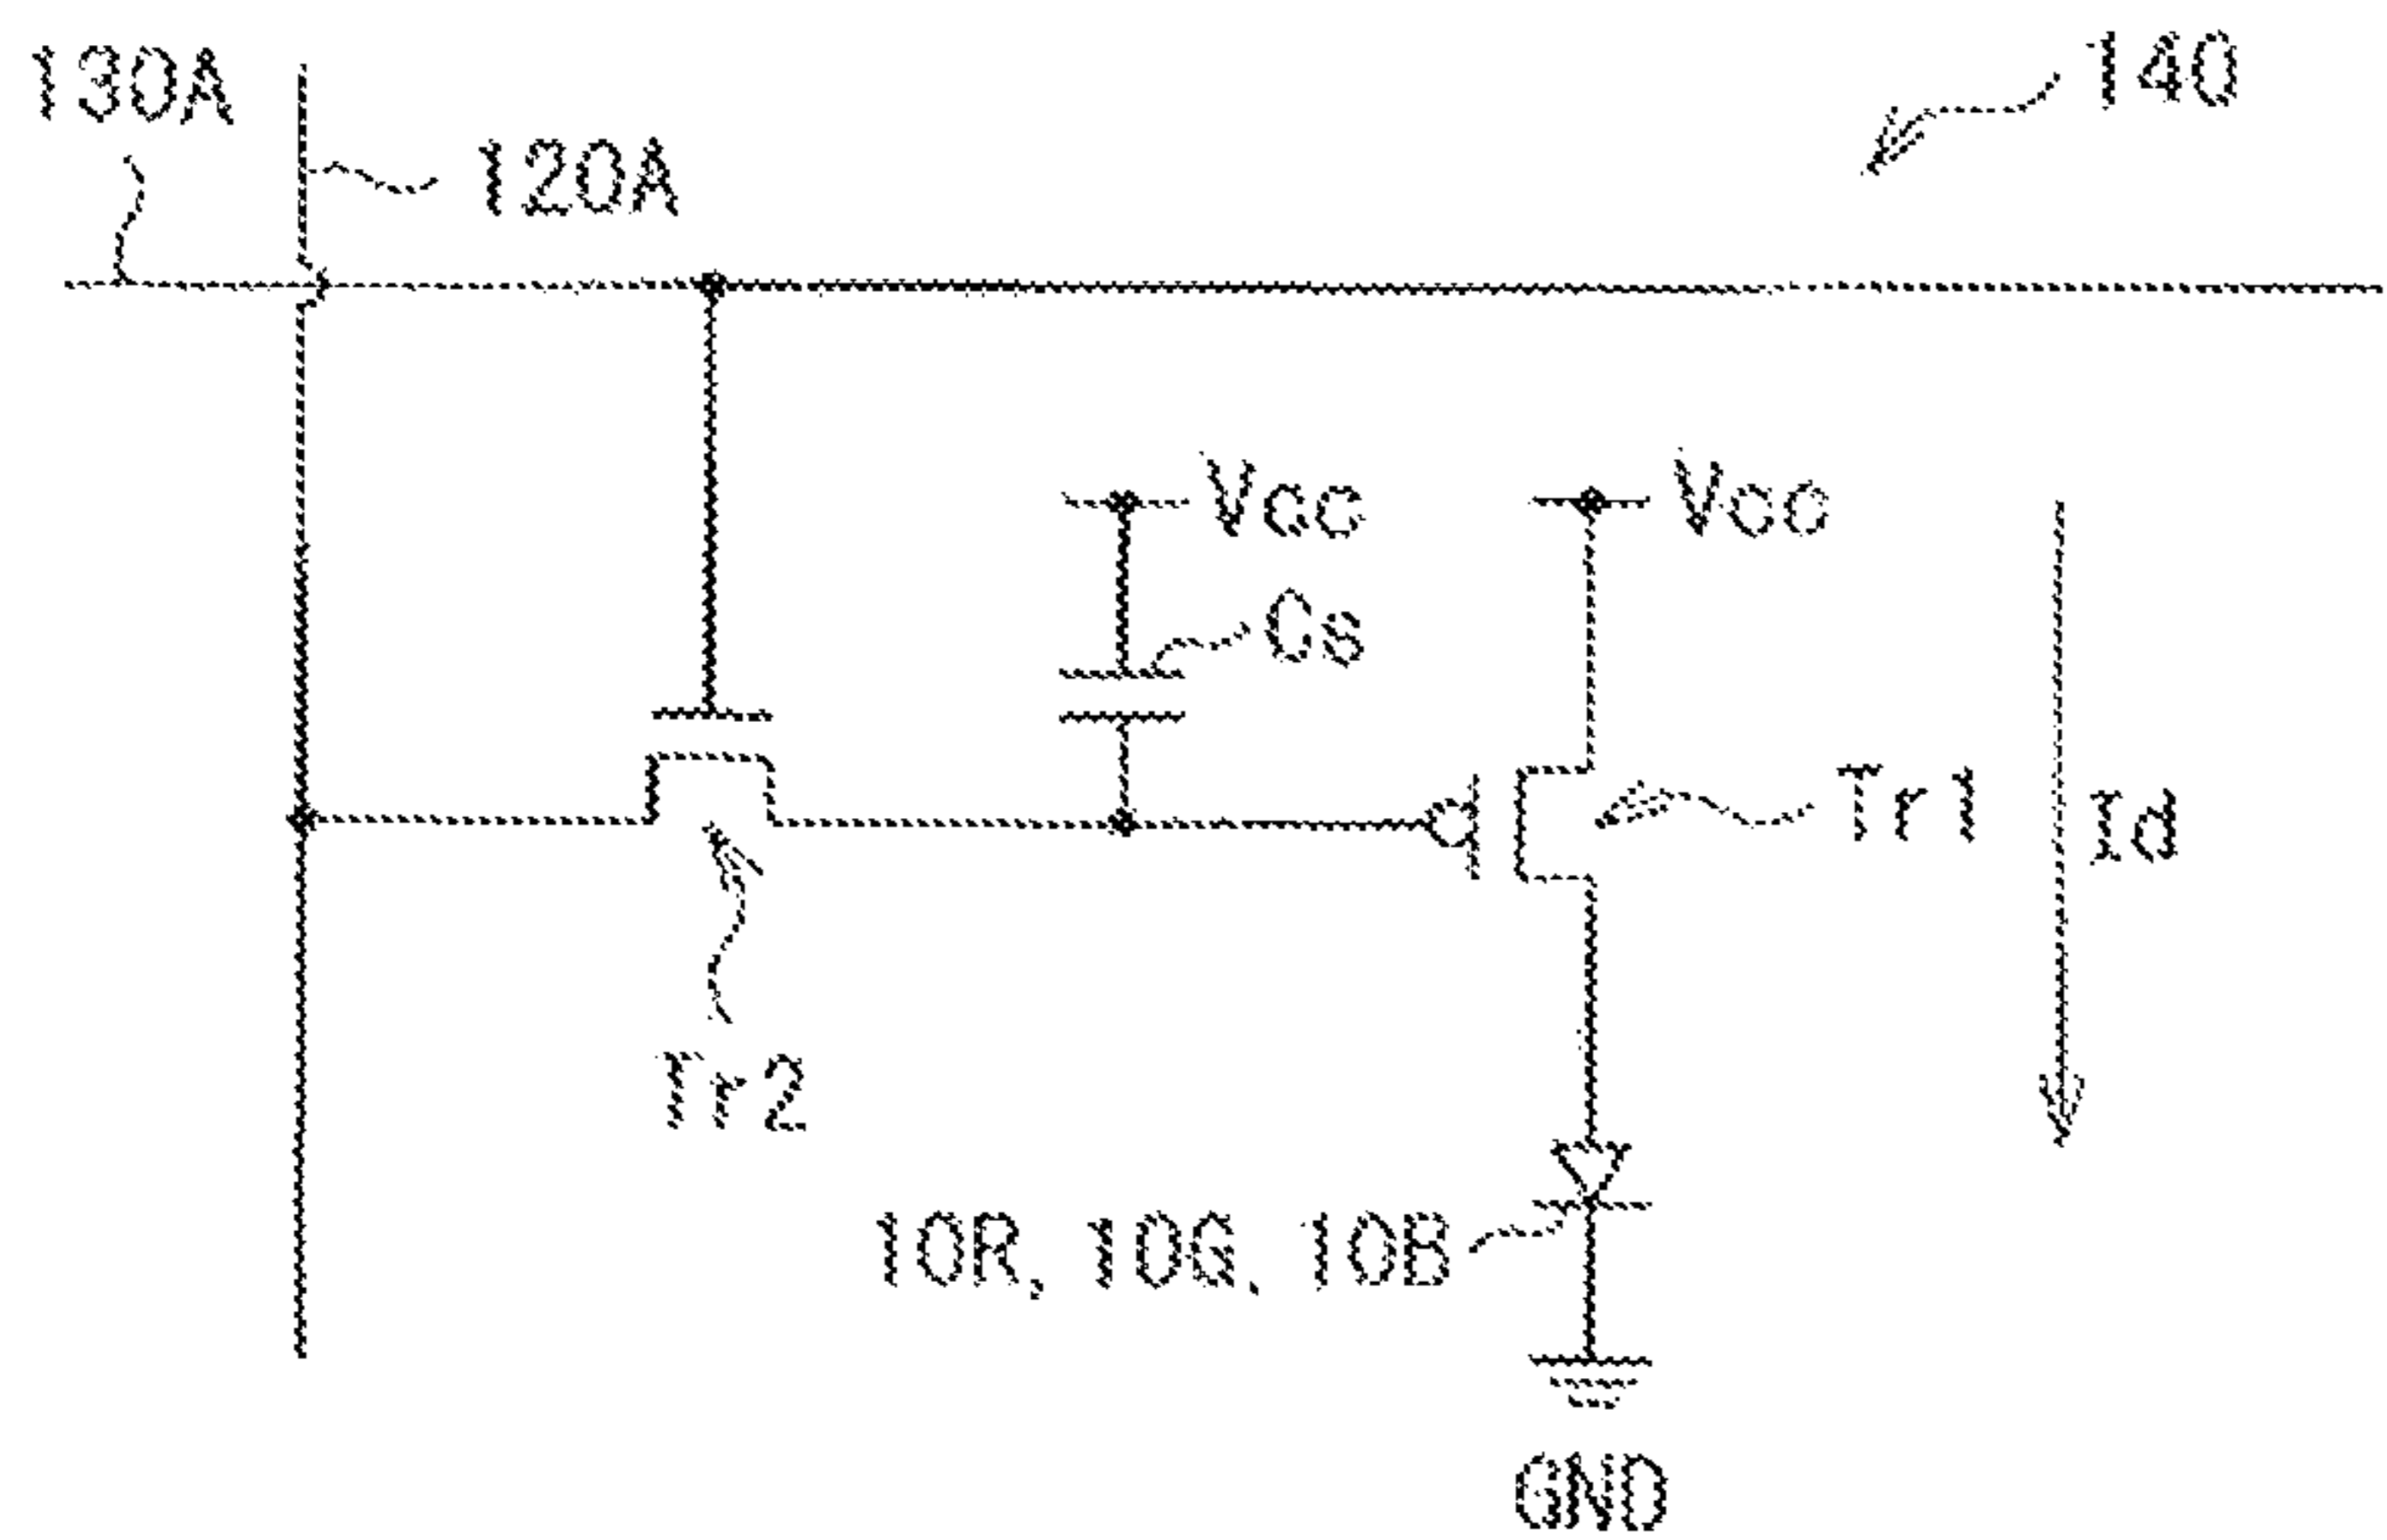 130A
140
120A
Vcc
Vcc
Cs
Tr1
Id
Tr2
10R, 10G, 10B
GND